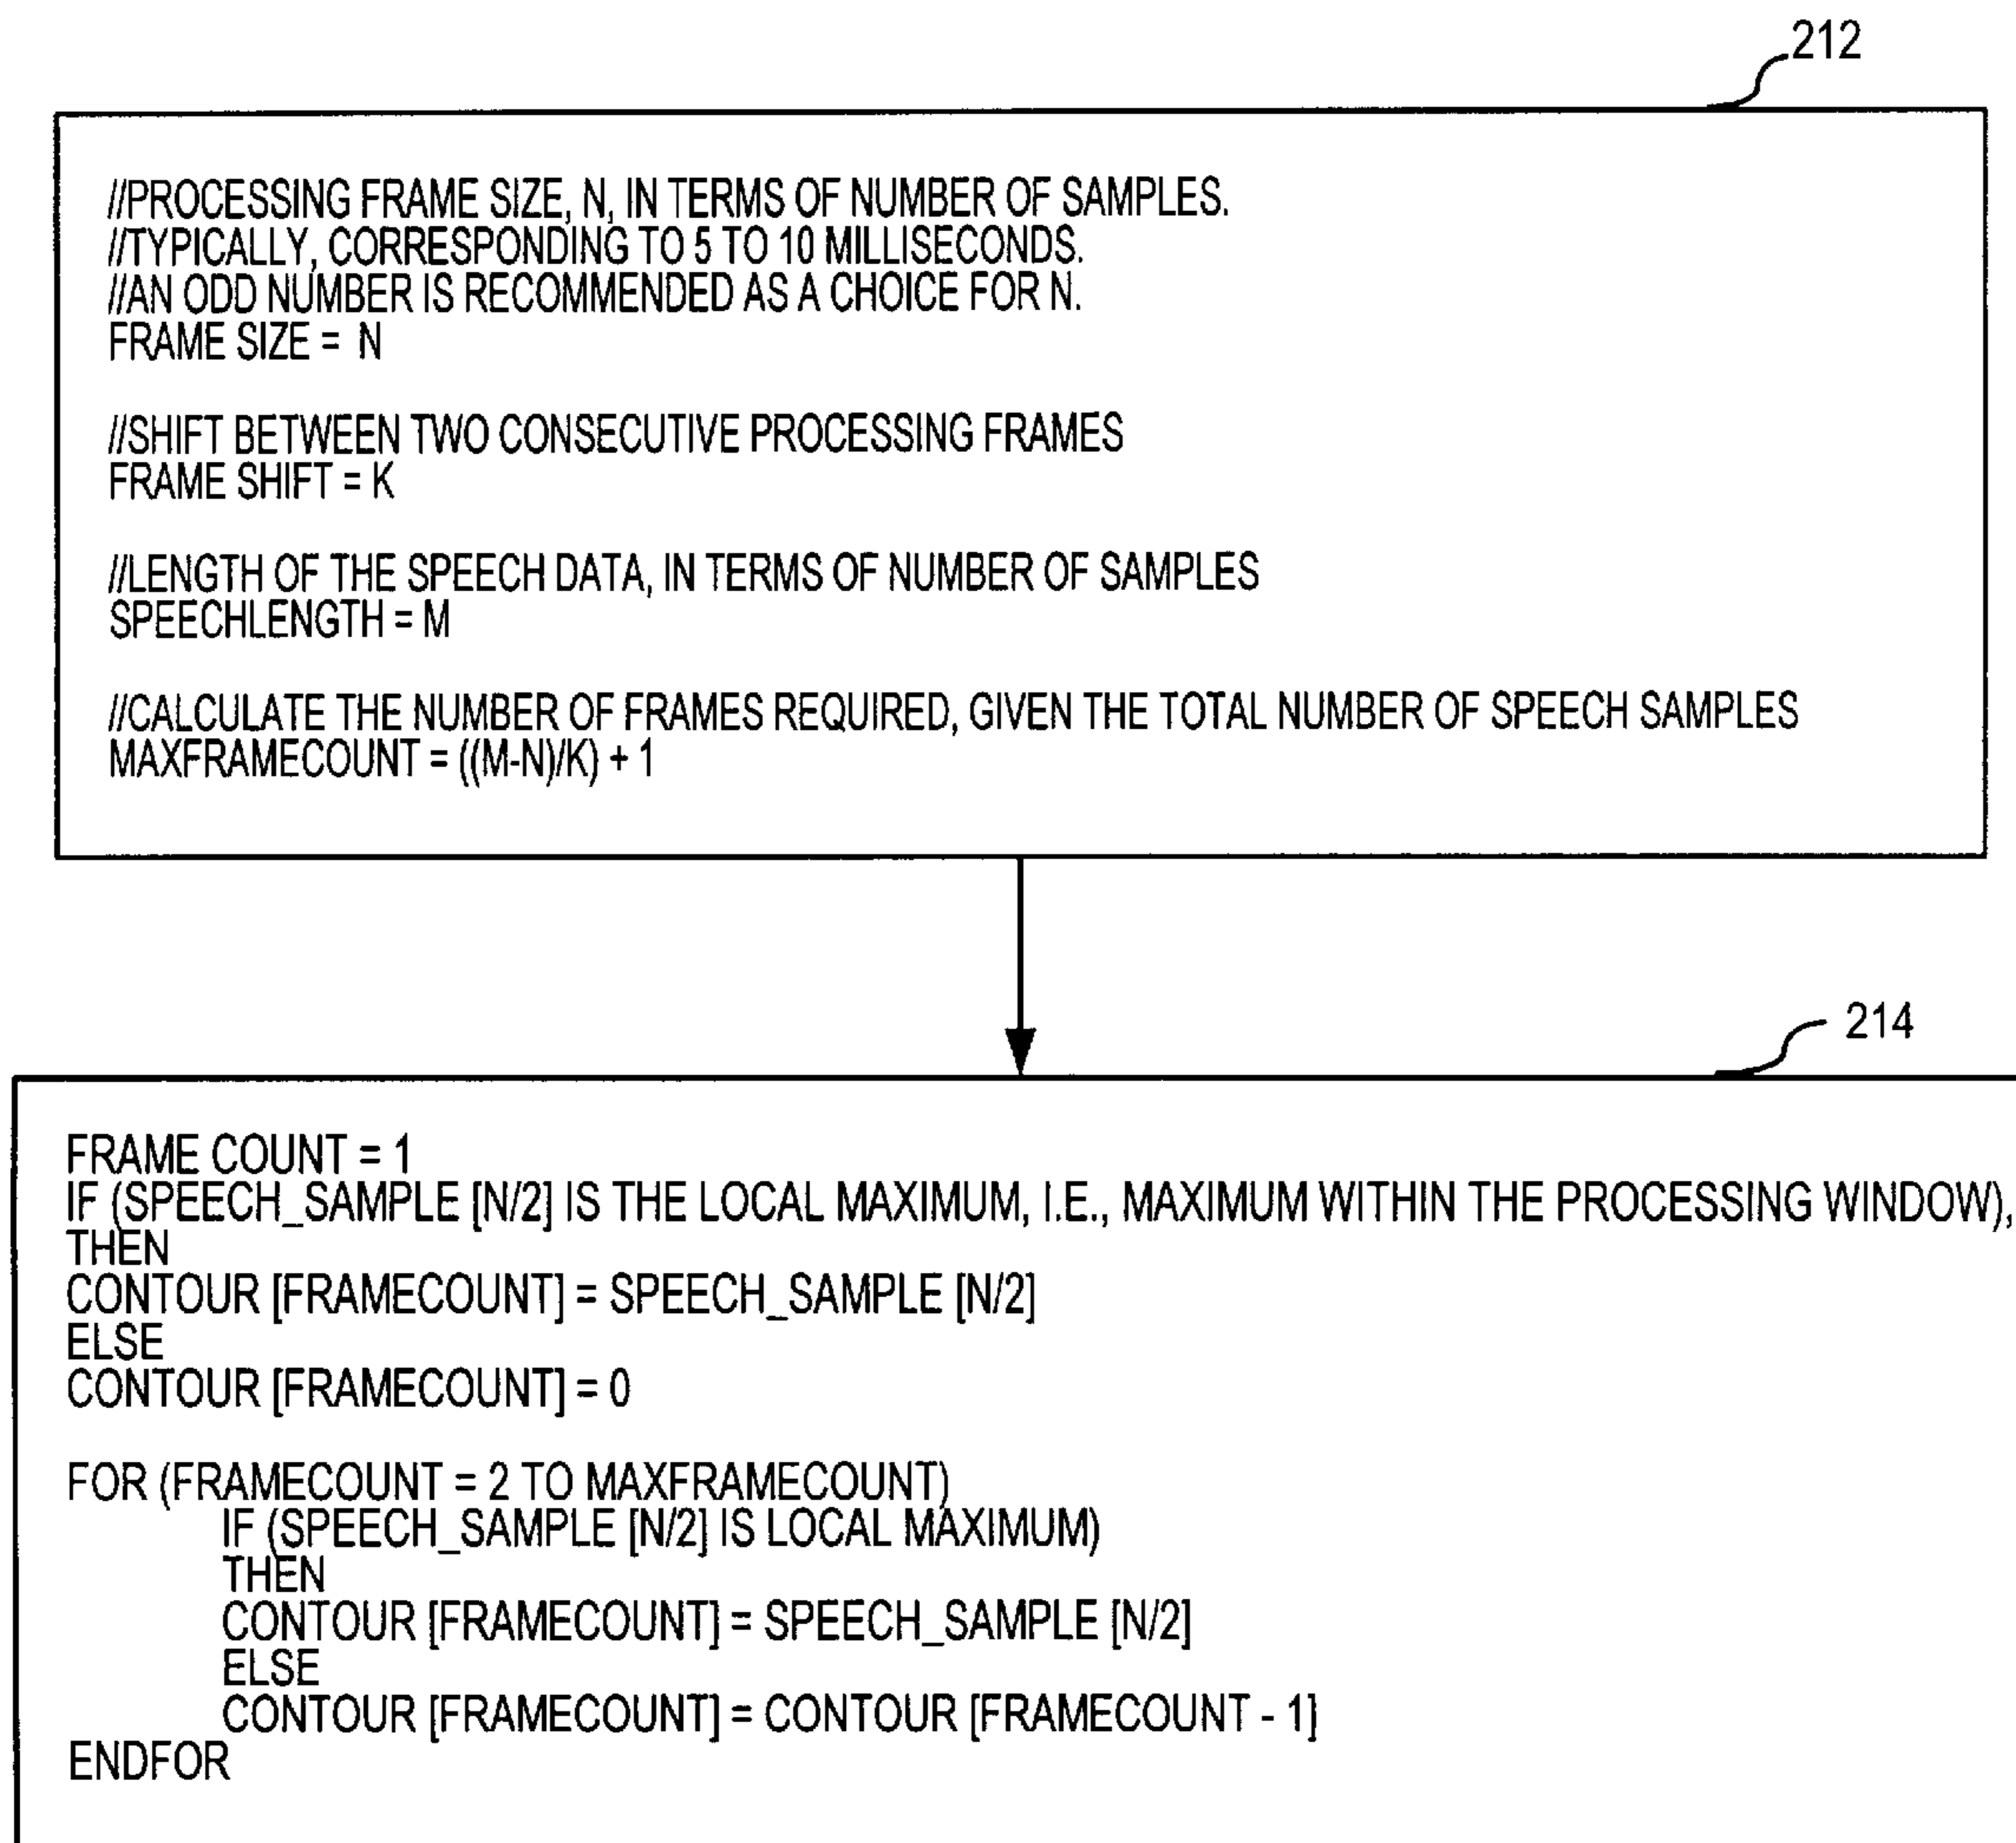 212
//PROCESSING FRAME SIZE, N, IN TERMS OF NUMBER OF SAMPLES.
//TYPICALLY, CORRESPONDING TO 5 TO 10 MILLISECONDS.
//AN ODD NUMBER IS RECOMMENDED AS A CHOICE FOR N.
FRAME SIZE = N
//SHIFT BETWEEN TWO CONSECUTIVE PROCESSING FRAMES
FRAME SHIFT = K
//LENGTH OF THE SPEECH DATA, IN TERMS OF NUMBER OF SAMPLES
SPEECHLENGTH = M
//CALCULATE THE NUMBER OF FRAMES REQUIRED, GIVEN THE TOTAL NUMBER OF SPEECH SAMPLES
MAXFRAMECOUNT = ((M-N)/K) + 1
214
FRAME COUNT = 1
IF (SPEECH_SAMPLE [N/2] IS THE LOCAL MAXIMUM, I.E., MAXIMUM WITHIN THE PROCESSING WINDOW),
THEN
CONTOUR [FRAMECOUNT] = SPEECH_SAMPLE [N/2]
ELSE
CONTOUR [FRAMECOUNT] = 0
FOR (FRAMECOUNT = 2 TO MAXFRAMECOUNT)
IF (SPEECH_SAMPLE [N/2] IS LOCAL MAXIMUM)
THEN
CONTOUR [FRAMECOUNT] = SPEECH_SAMPLE [N/2]
ELSE
CONTOUR [FRAMECOUNT] = CONTOUR [FRAMECOUNT - 1]
ENDFOR